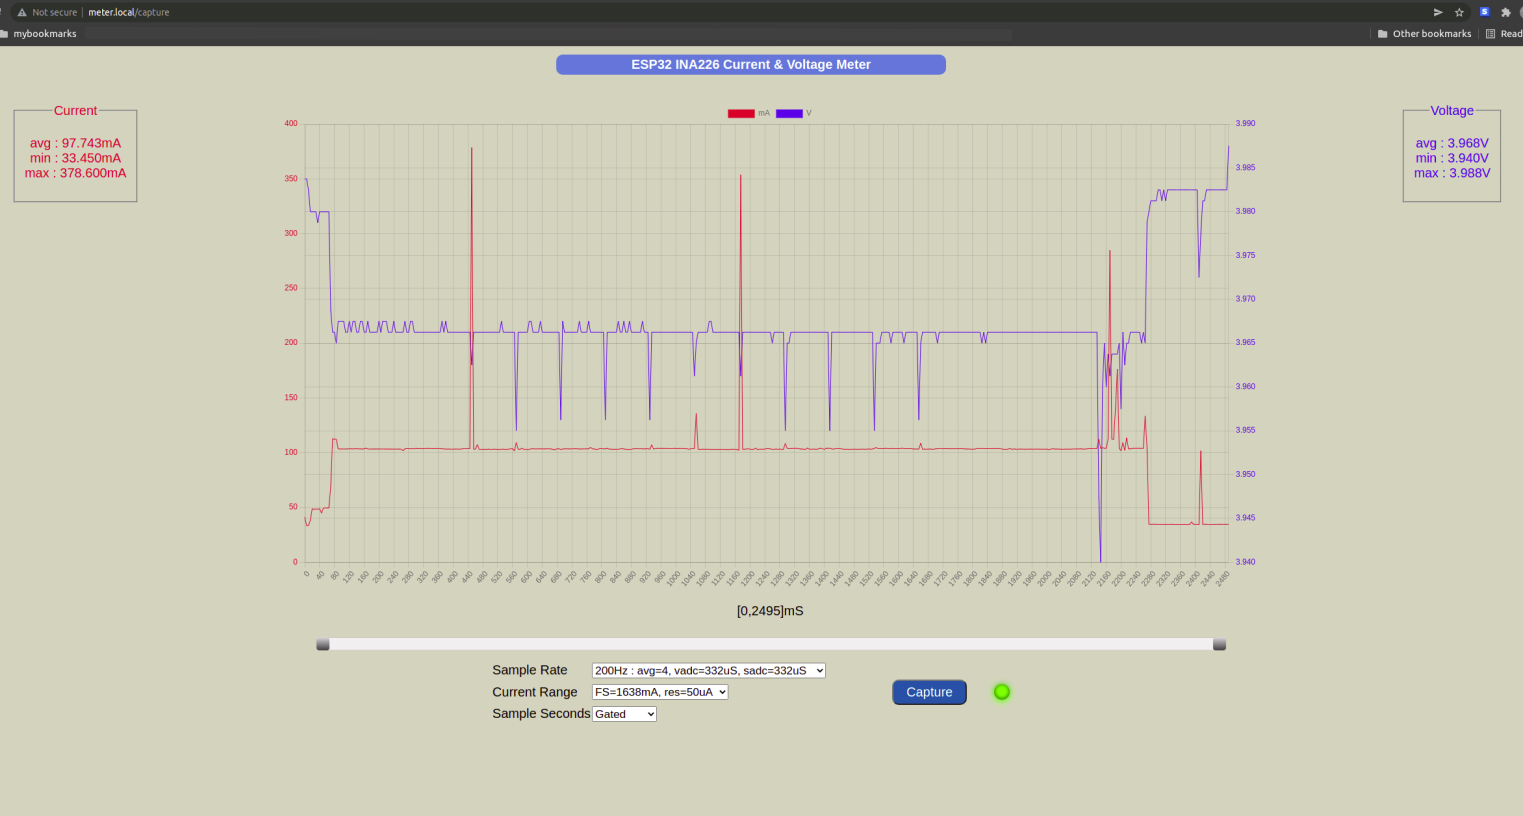 Not secure | meter.local/capture
mybookmarks
Other bookmarks
Read
S
ESP32 INA226 Current & Voltage Meter
Current
avg : 97.743mA
min : 33.450mA
max : 378.600mA
mA
V
Voltage
avg : 3.968V
min : 3.940V
max : 3.988V
400
350
300
250
200
150
100
50
0
3.990
3.985
3.980
3.975
3.970
3.965
3.960
3.955
3.950
3.945
3.940
0 40 80 120 160 200 240 280 320 360 400 440 480 520 560 600 640 680 720 760 800 840 880 920 960 1000 1040 1080 1120 1160 1200 1240 1280 1320 1360 1400 1440 1480 1520 1560 1600 1640 1680 1720 1760 1800 1840 1880 1920 1960 2000 2040 2080 2120 2160 2200 2240 2280 2320 2360 2400 2440 2480
[0,2495]mS
Sample Rate 200Hz : avg=4, vadc=332uS, sadc=332uS
Current Range FS=1638mA, res=50uA
Sample Seconds Gated
Capture